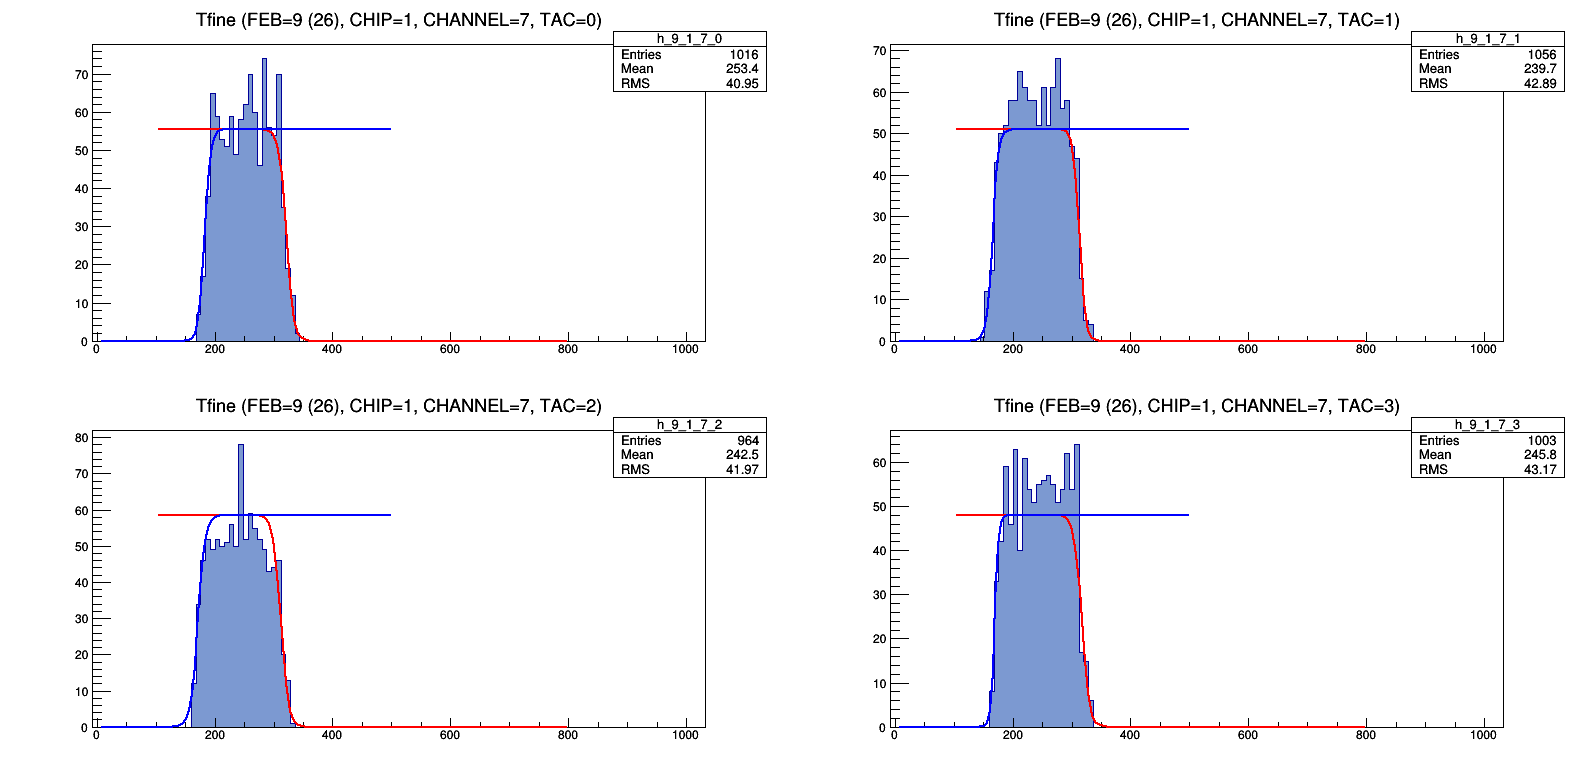 Tfine (FEB=9 (26), CHIP=1, CHANNEL=7, TAC=0)
h_9_1_7_0
Entries 1016
Mean 253.4
RMS 40.95
70
60
50
40
30
20
10
0
0 200 400 600 800 1000
Tfine (FEB=9 (26), CHIP=1, CHANNEL=7, TAC=1)
h_9_1_7_1
Entries 1056
Mean 239.7
RMS 42.89
70
60
50
40
30
20
10
0
0 200 400 600 800 1000
Tfine (FEB=9 (26), CHIP=1, CHANNEL=7, TAC=2)
h_9_1_7_2
Entries 964
Mean 242.5
RMS 41.97
80
70
60
50
40
30
20
10
0
0 200 400 600 800 1000
Tfine (FEB=9 (26), CHIP=1, CHANNEL=7, TAC=3)
h_9_1_7_3
Entries 1003
Mean 245.8
RMS 43.17
60
50
40
30
20
10
0
0 200 400 600 800 1000